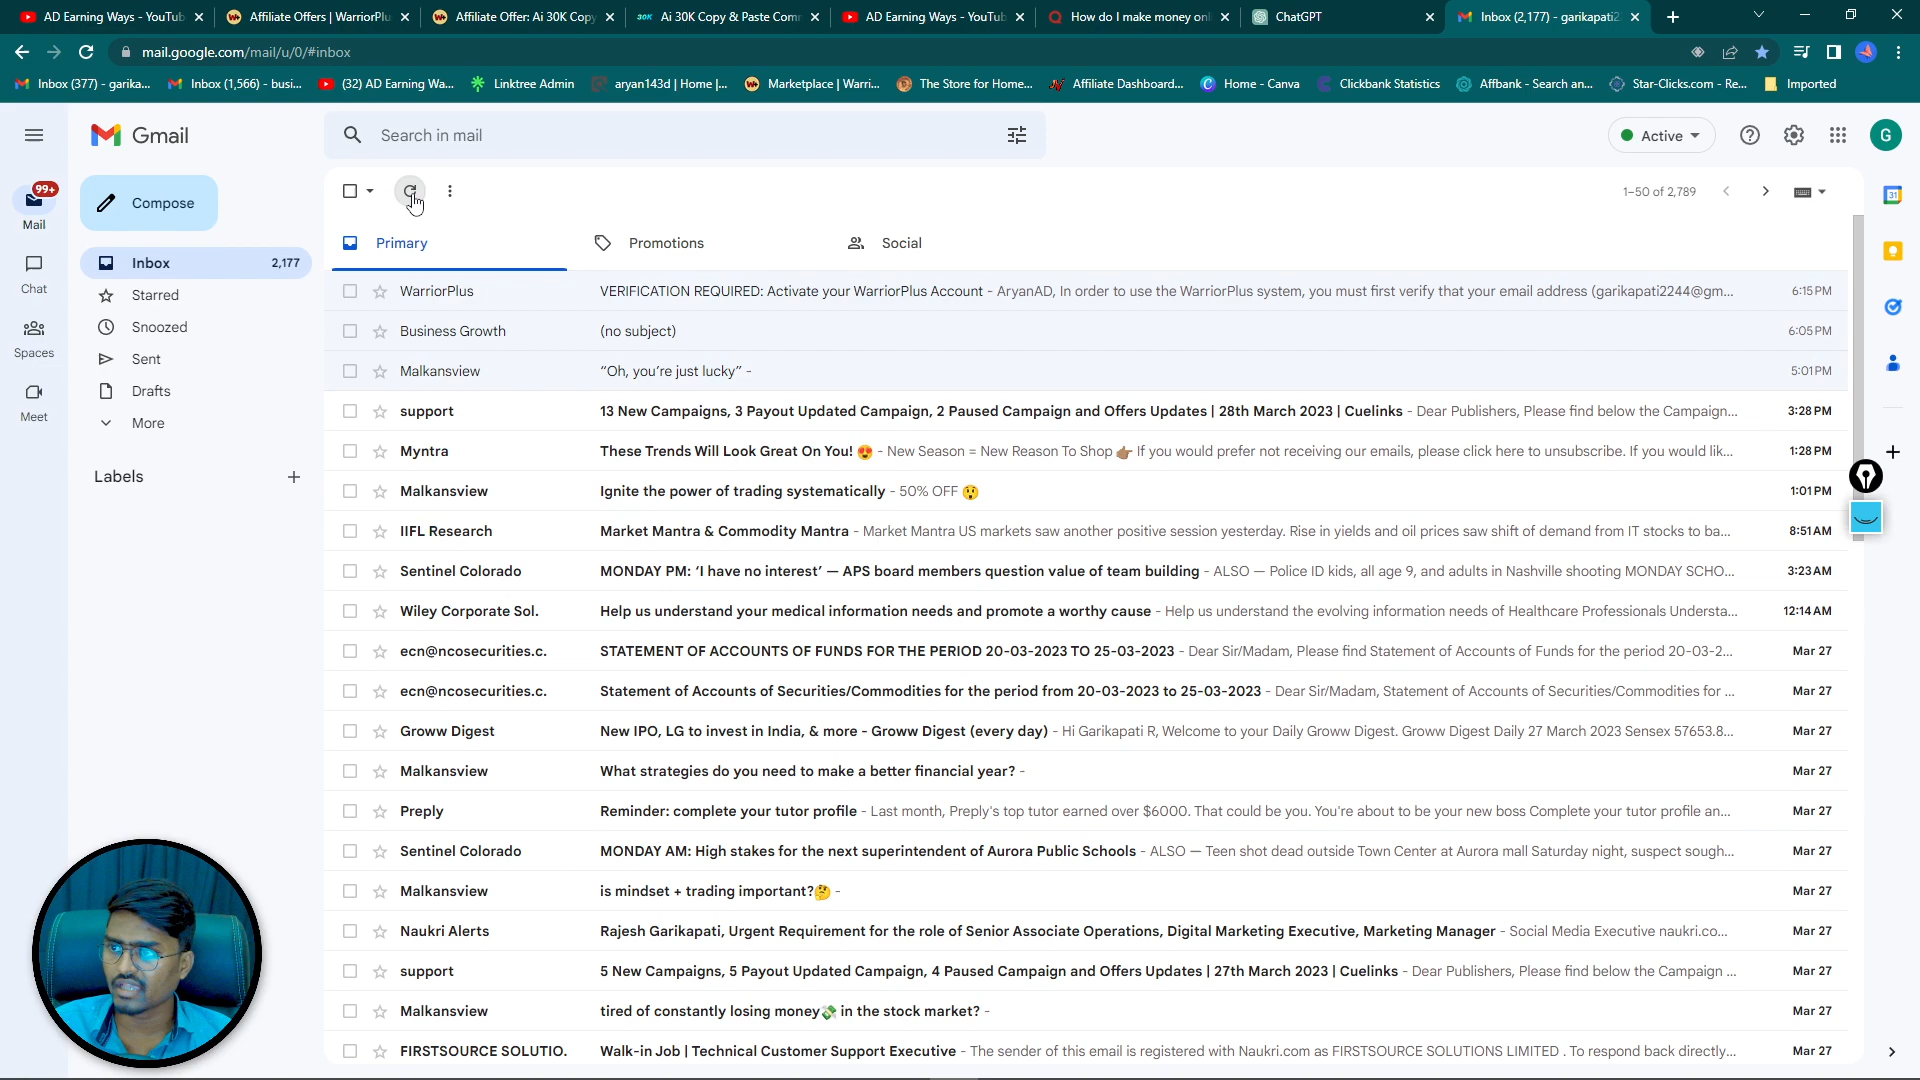 AD Earning Ways - YouTub
Affiliate Offers | WarriorPlu
Affiliate Offer: Ai 30K Copy
30K Ai 30K Copy & Paste Com
AD Earning Ways - YouTub
How do I make money onl
ChatGPT
Inbox (2,177) - garikapati2
mail.google.com/mail/u/0/#inbox
Inbox (377) - garika...
Inbox (1,566) - busi...
(32) AD Earning Wa...
Linktree Admin
aryan143d | Home |...
Marketplace | Warri...
The Store for Home...
Affiliate Dashboard...
Home - Canva
Clickbank Statistics
Affbank - Search an...
Star-Clicks.com - Re...
Imported
Gmail
Search in mail
Active
G
99+
Mail
Chat
Spaces
Meet
Compose
Inbox 2,177
Starred
Snoozed
Sent
Drafts
More
Labels
1–50 of 2,789
31
Primary
Promotions
Social
WarriorPlus VERIFICATION REQUIRED: Activate your WarriorPlus Account - AryanAD, In order to use the WarriorPlus system, you must first verify that your email address (garikapati2244@gm... 6:15 PM
Business Growth (no subject) 6:05 PM
Malkansview “Oh, you’re just lucky” - 5:01 PM
support 13 New Campaigns, 3 Payout Updated Campaign, 2 Paused Campaign and Offers Updates | 28th March 2023 | Cuelinks - Dear Publishers, Please find below the Campaign... 3:28 PM
Myntra These Trends Will Look Great On You! 😍 - New Season = New Reason To Shop 👉🏽 If you would prefer not receiving our emails, please click here to unsubscribe. If you would lik... 1:28 PM
Malkansview Ignite the power of trading systematically - 50% OFF 😲 1:01 PM
IIFL Research Market Mantra & Commodity Mantra - Market Mantra US markets saw another positive session yesterday. Rise in yields and oil prices saw shift of demand from IT stocks to ba... 8:51 AM
Sentinel Colorado MONDAY PM: ‘I have no interest’ — APS board members question value of team building - ALSO — Police ID kids, all age 9, and adults in Nashville shooting MONDAY SCHO... 3:23 AM
Wiley Corporate Sol. Help us understand your medical information needs and promote a worthy cause - Help us understand the evolving information needs of Healthcare Professionals Understa... 12:14 AM
ecn@ncosecurities.c. STATEMENT OF ACCOUNTS OF FUNDS FOR THE PERIOD 20-03-2023 TO 25-03-2023 - Dear Sir/Madam, Please find Statement of Accounts of Funds for the period 20-03-2... Mar 27
ecn@ncosecurities.c. Statement of Accounts of Securities/Commodities for the period from 20-03-2023 to 25-03-2023 - Dear Sir/Madam, Statement of Accounts of Securities/Commodities for ... Mar 27
Groww Digest New IPO, LG to invest in India, & more - Groww Digest (every day) - Hi Garikapati R, Welcome to your Daily Groww Digest. Groww Digest Daily 27 March 2023 Sensex 57653.8... Mar 27
Malkansview What strategies do you need to make a better financial year? - Mar 27
Preply Reminder: complete your tutor profile - Last month, Preply's top tutor earned over $6000. That could be you. You're about to be your new boss Complete your tutor profile an... Mar 27
Sentinel Colorado MONDAY AM: High stakes for the next superintendent of Aurora Public Schools - ALSO — Teen shot dead outside Town Center at Aurora mall Saturday night, suspect sough... Mar 27
Malkansview is mindset + trading important?🤔 - Mar 27
Naukri Alerts Rajesh Garikapati, Urgent Requirement for the role of Senior Associate Operations, Digital Marketing Executive, Marketing Manager - Social Media Executive naukri.co... Mar 27
support 5 New Campaigns, 5 Payout Updated Campaign, 4 Paused Campaign and Offers Updates | 27th March 2023 | Cuelinks - Dear Publishers, Please find below the Campaign ... Mar 27
Malkansview tired of constantly losing money💸 in the stock market? - Mar 27
FIRSTSOURCE SOLUTIO. Walk-in Job | Technical Customer Support Executive - The sender of this email is registered with Naukri.com as FIRSTSOURCE SOLUTIONS LIMITED . To respond back directly,... Mar 27